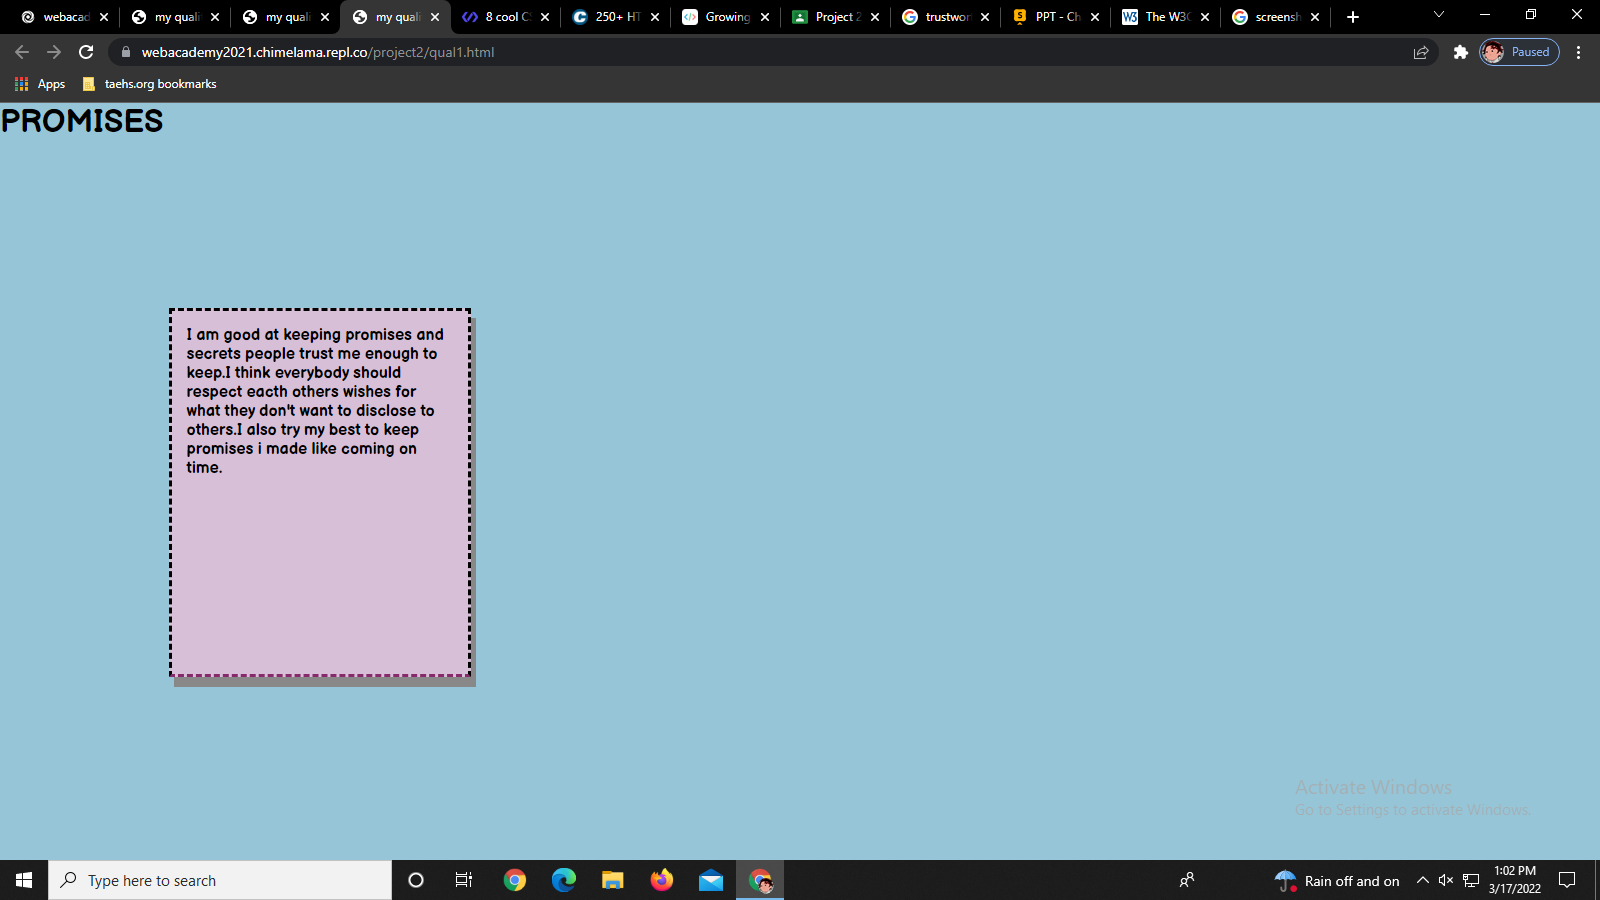 webacad
my quali
my quali
my quali
8 cool C
250+ HT
Growing
Project 2
trustwor
PPT - Ch
The W3C
screensh
webacademy2021.chimelama.repl.co/project2/qual1.html
Paused
Apps
taehs.org bookmarks
PROMISES
I am good at keeping promises and
secrets people trust me enough to
keep.I think everybody should
respect eacth others wishes for
what they don't want to disclose to
others.I also try my best to keep
promises i made like coming on
time.
Activate Windows
Go to Settings to activate Windows.
Type here to search
Rain off and on
1:02 PM
3/17/2022